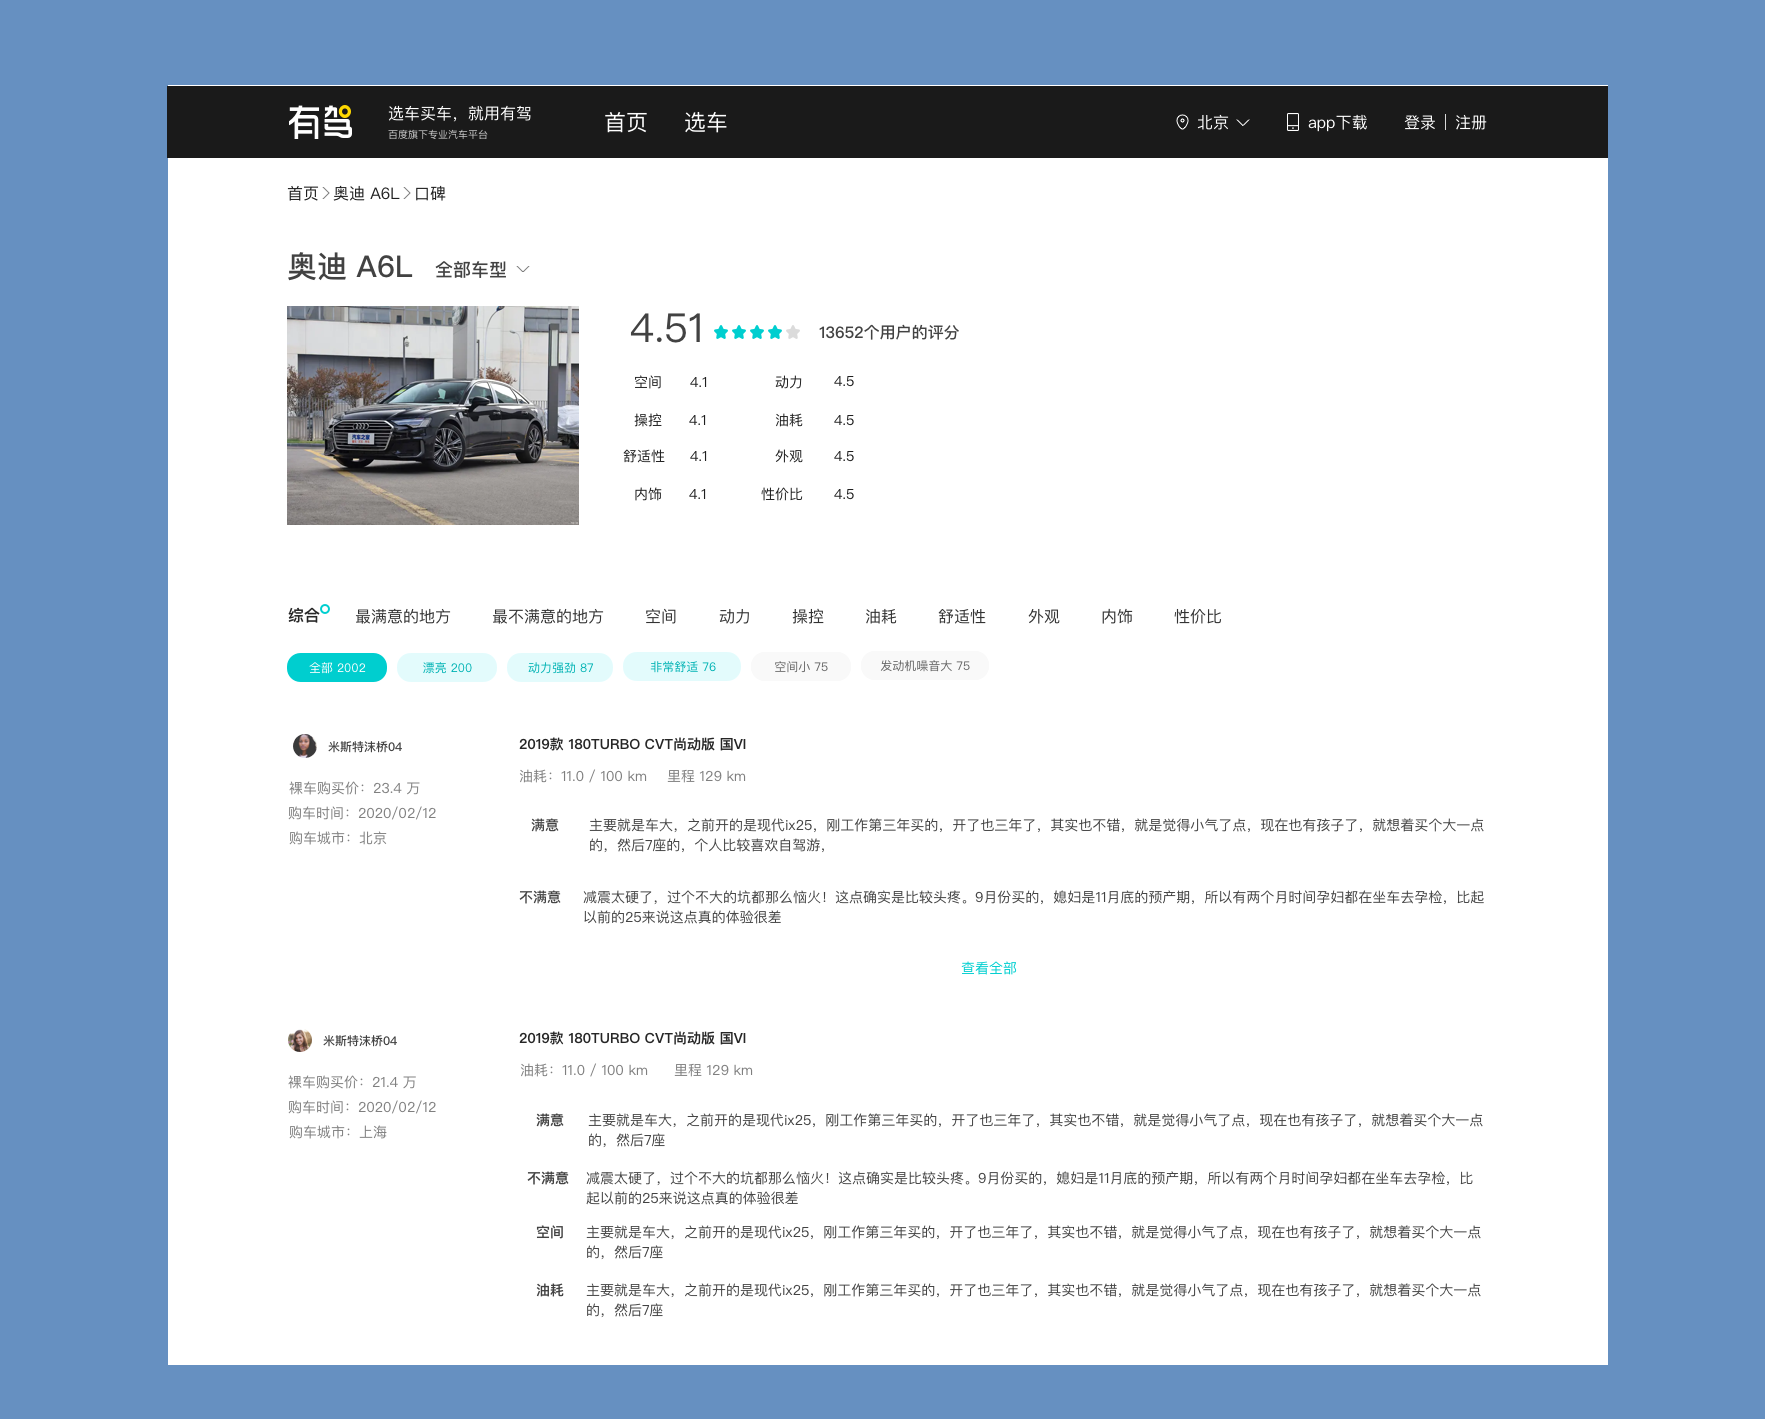 有驾
选车买车，就用有驾
百度旗下专业汽车平台
首页 选车
北京 app下载 登录 | 注册
首页 > 奥迪 A6L > 口碑
奥迪 A6L 全部车型
汽车之家
4.51 13652个用户的评分
空间 4.1 动力 4.5
操控 4.1 油耗 4.5
舒适性 4.1 外观 4.5
内饰 4.1 性价比 4.5
综合 最满意的地方 最不满意的地方 空间 动力 操控 油耗 舒适性 外观 内饰 性价比
全部 2002 漂亮 200 动力强劲 87 非常舒适 76 空间小 75 发动机噪音大 75
米斯特沫桥04
裸车购买价：23.4 万
购车时间：2020/02/12
购车城市：北京
2019款 180TURBO CVT尚动版 国VI
油耗：11.0 / 100 km 里程 129 km
满意 主要就是车大，之前开的是现代ix25，刚工作第三年买的，开了也三年了，其实也不错，就是觉得小气了点，现在也有孩子了，就想着买个大一点
的，然后7座的，个人比较喜欢自驾游，
不满意 减震太硬了，过个不大的坑都那么恼火！这点确实是比较头疼。9月份买的，媳妇是11月底的预产期，所以有两个月时间孕妇都在坐车去孕检，比起
以前的25来说这点真的体验很差
查看全部
米斯特沫桥04
裸车购买价：21.4 万
购车时间：2020/02/12
购车城市：上海
2019款 180TURBO CVT尚动版 国VI
油耗：11.0 / 100 km 里程 129 km
满意 主要就是车大，之前开的是现代ix25，刚工作第三年买的，开了也三年了，其实也不错，就是觉得小气了点，现在也有孩子了，就想着买个大一点
的，然后7座
不满意 减震太硬了，过个不大的坑都那么恼火！这点确实是比较头疼。9月份买的，媳妇是11月底的预产期，所以有两个月时间孕妇都在坐车去孕检，比
起以前的25来说这点真的体验很差
空间 主要就是车大，之前开的是现代ix25，刚工作第三年买的，开了也三年了，其实也不错，就是觉得小气了点，现在也有孩子了，就想着买个大一点
的，然后7座
油耗 主要就是车大，之前开的是现代ix25，刚工作第三年买的，开了也三年了，其实也不错，就是觉得小气了点，现在也有孩子了，就想着买个大一点
的，然后7座